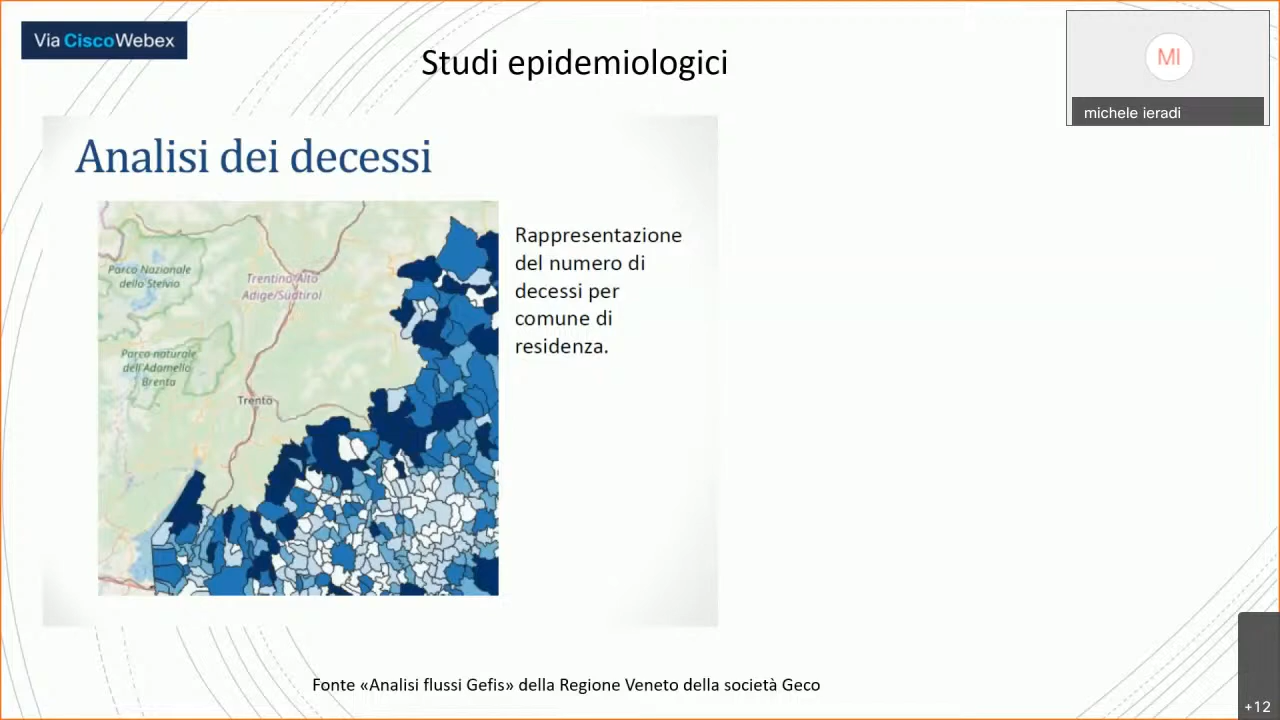 Via CiscoWebex
Studi epidemiologici
MI
michele ieradi
Analisi dei decessi
Parco Nazionale
dello Stelvio
Trentino-Alto
Adige/Südtirol
Parco naturale
dell'Adamello
Brenta
Trento
Rappresentazione
del numero di
decessi per
comune di
residenza.
Fonte «Analisi flussi Gefis» della Regione Veneto della società Geco
+12